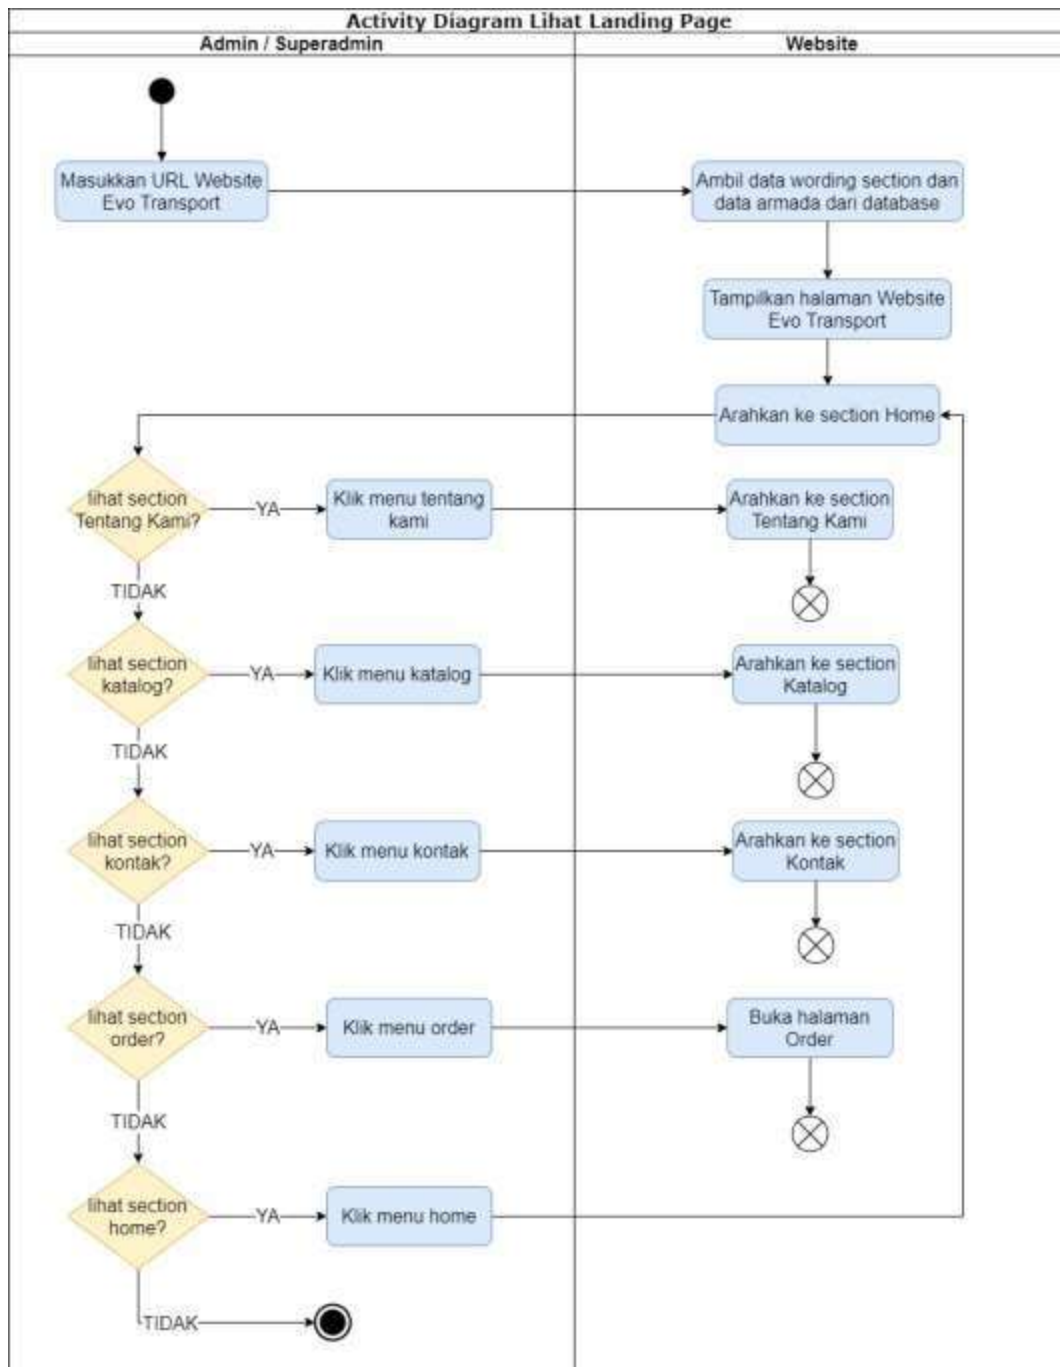 Activity Diagram Lihat Landing Page
Admin / Superadmin
Website
Masukkan URL Website
Evo Transport
Ambil data wording section dan
data armada dari database
Tampilkan halaman Website
Evo Transport
Arahkan ke section Home
lihat section
Tentang Kami?
YA
Klik menu tentang
kami
Arahkan ke section
Tentang Kami
TIDAK
lihat section
katalog?
YA
Klik menu katalog
Arahkan ke section
Katalog
TIDAK
lihat section
kontak?
YA
Klik menu kontak
Arahkan ke section
Kontak
TIDAK
lihat section
order?
YA
Klik menu order
Buka halaman
Order
TIDAK
lihat section
home?
YA
Klik menu home
TIDAK